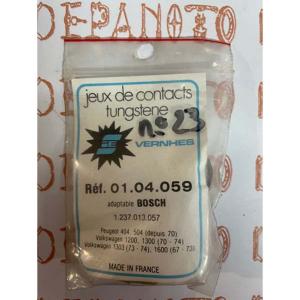 DEPANOTO
jeux de contacts
tungstene
n° 23
SEV
VERNHES
Réf. 01.04.059
adaptable BOSCH
1.237.013.057
Peugeot 404, 504 (depuis 70)
Volkswagen 1200, 1300 (70 - 74)
Volkswagen 1303 (73 - 74), 1600 (67 - 73)
MADE IN FRANCE